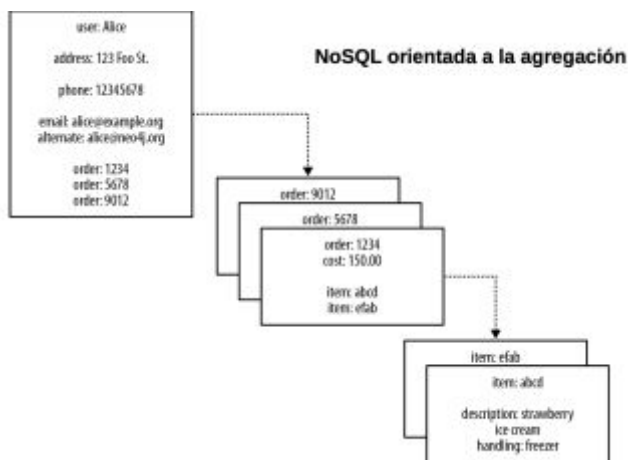 user: Alice
address: 123 Foo St.
phone: 12345678
email: alice@example.org
alternate: alice@neo4j.org
order: 1234
order: 5678
order: 9012
NoSQL orientada a la agregación
order: 9012
order: 5678
order: 1234
cost: 150.00
item: abcd
item: efab
item: efab
item: abcd
description: strawberry
ice cream
handling: freezer